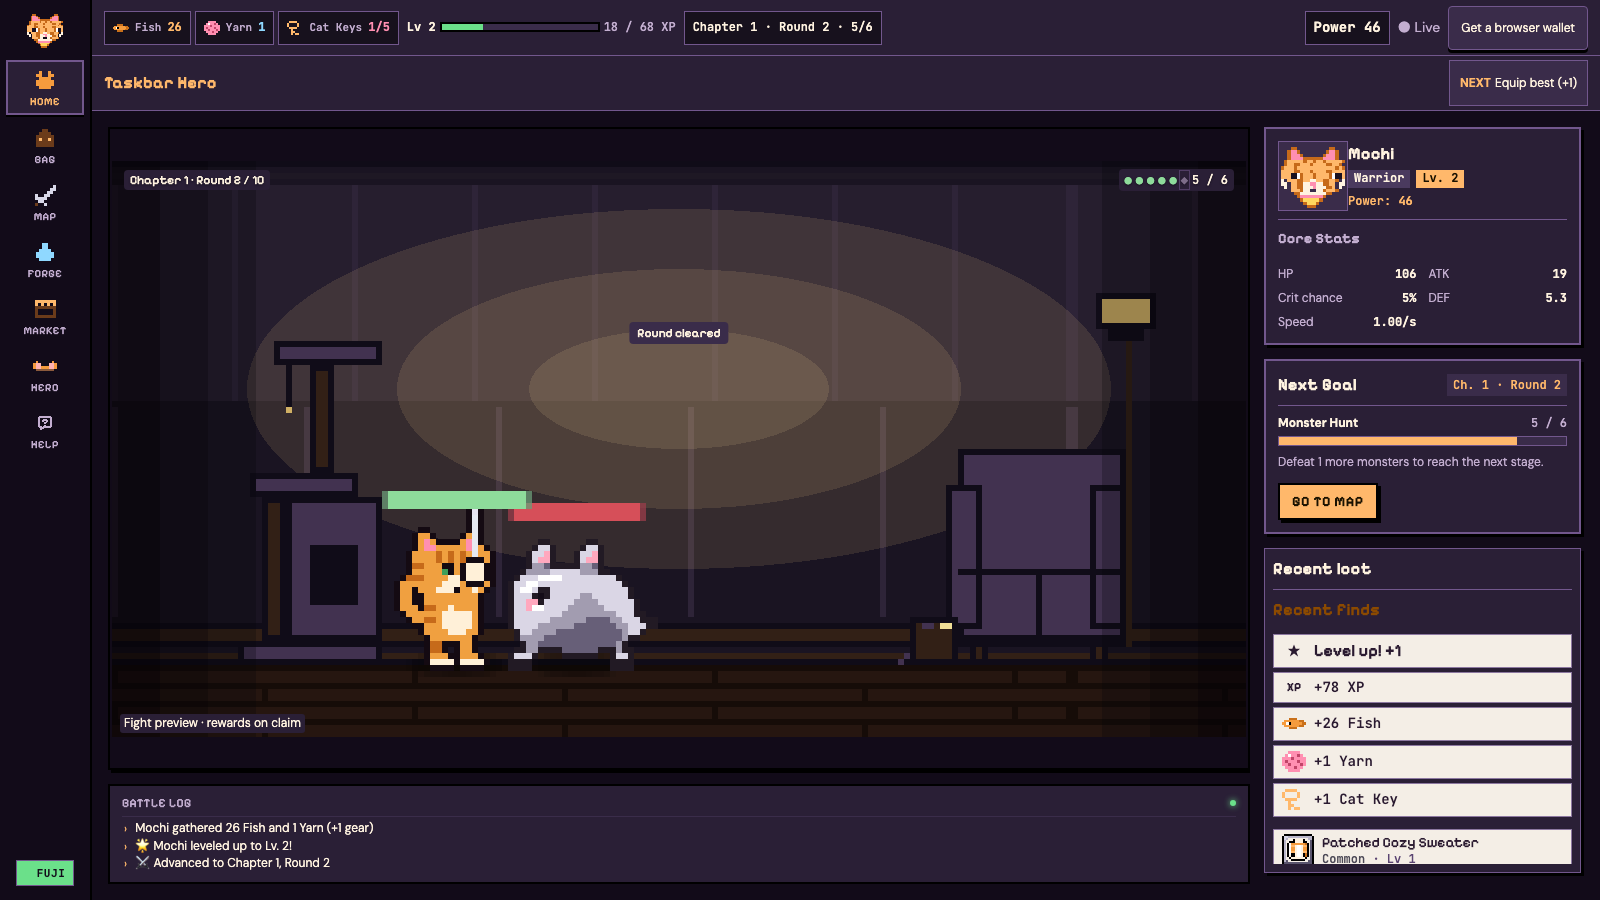 Fish 26
Yarn 1
Cat Keys 1/5
Lv 2
18 / 68 XP
Chapter 1 · Round 2 · 5/6
Power 46
Live
Get a browser wallet
HOME
BAG
MAP
FORGE
MARKET
HERO
HELP
FUJI
Taskbar Hero
NEXT Equip best (+1)
Chapter 1 · Round 2 / 10
5 / 6
Round cleared
Fight preview · rewards on claim
BATTLE LOG
› Mochi gathered 26 Fish and 1 Yarn (+1 gear)
› 🌟 Mochi leveled up to Lv. 2!
› ⚔️ Advanced to Chapter 1, Round 2
Mochi
Warrior Lv. 2
Power: 46
Core Stats
HP 106 ATK 19
Crit chance 5% DEF 5.3
Speed 1.00/s
Next Goal
Ch. 1 · Round 2
Monster Hunt 5 / 6
Defeat 1 more monsters to reach the next stage.
GO TO MAP
Recent loot
Recent Finds
★ Level up! +1
XP +78 XP
+26 Fish
+1 Yarn
+1 Cat Key
Patched Cozy Sweater
Common · Lv 1